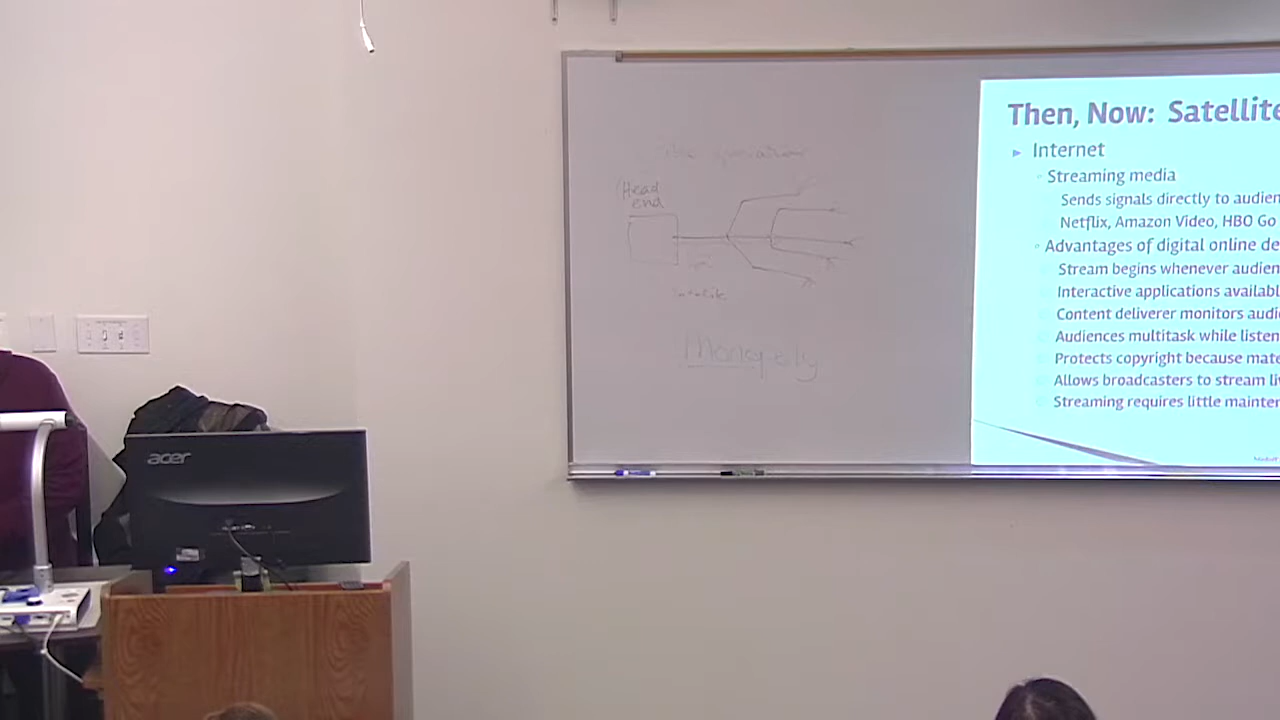 Then, Now: Satellite
Internet
Streaming media
Sends signals directly to audien
Netflix, Amazon Video, HBO Go
Advantages of digital online de
Stream begins whenever audien
Interactive applications availabl
Content deliverer monitors audi
Audiences multitask while listen
Protects copyright because mate
Allows broadcasters to stream li
Streaming requires little mainten
Head
end
Monopoly
acer